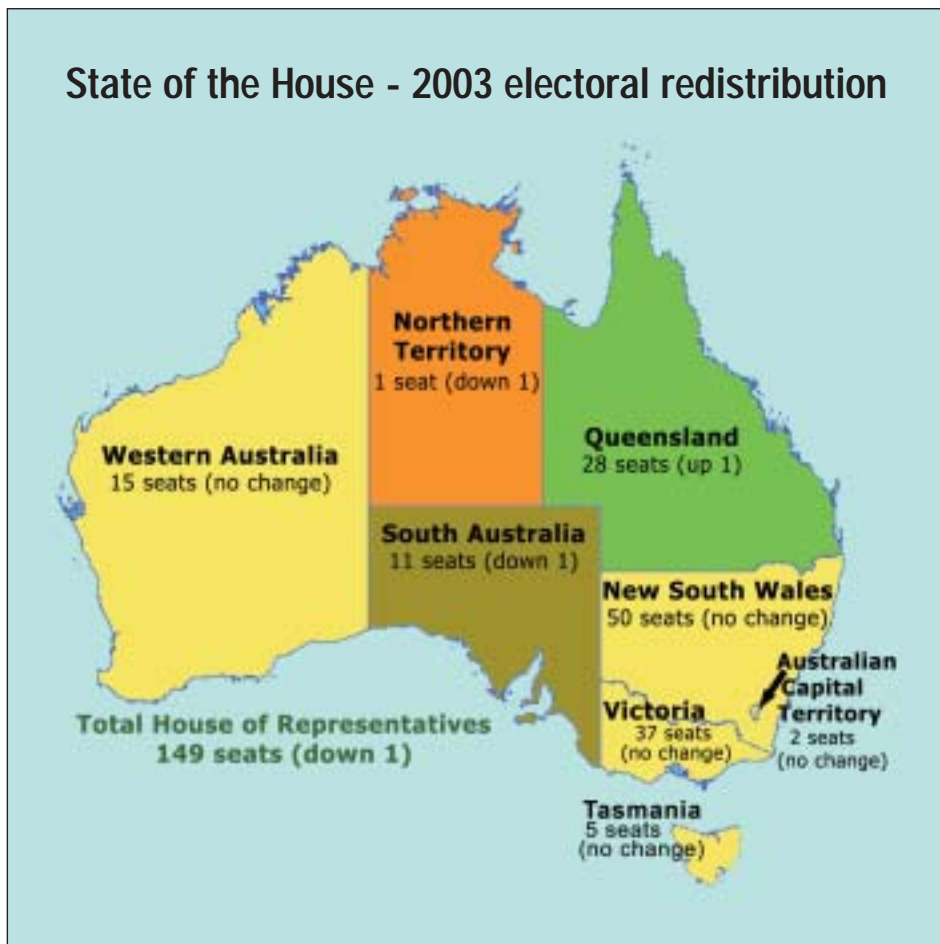 State of the House - 2003 electoral redistribution
Northern
Territory
1 seat (down 1)
Queensland
28 seats (up 1)
Western Australia
15 seats (no change)
South Australia
11 seats (down 1)
New South Wales
50 seats (no change)
Australian
Capital
Territory
2 seats
(no change)
Victoria
37 seats
(no change)
Total House of Representatives
149 seats (down 1)
Tasmania
5 seats
(no change)